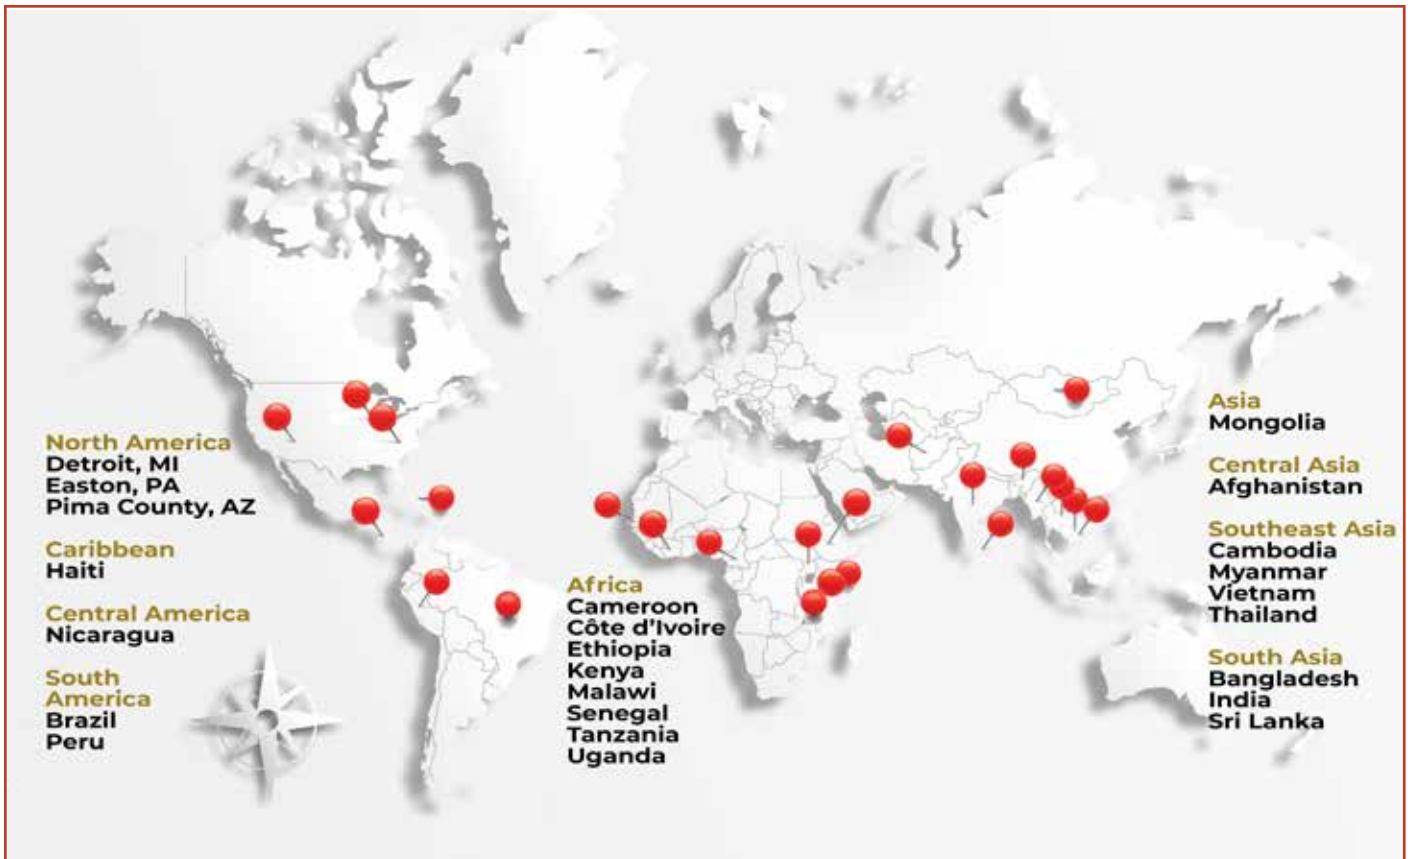 North America
Detroit, MI
Easton, PA
Pima County, AZ
Caribbean
Haiti
Central America
Nicaragua
South
America
Brazil
Peru
Africa
Cameroon
Côte d'Ivoire
Ethiopia
Kenya
Malawi
Senegal
Tanzania
Uganda
Asia
Mongolia
Central Asia
Afghanistan
Southeast Asia
Cambodia
Myanmar
Vietnam
Thailand
South Asia
Bangladesh
India
Sri Lanka